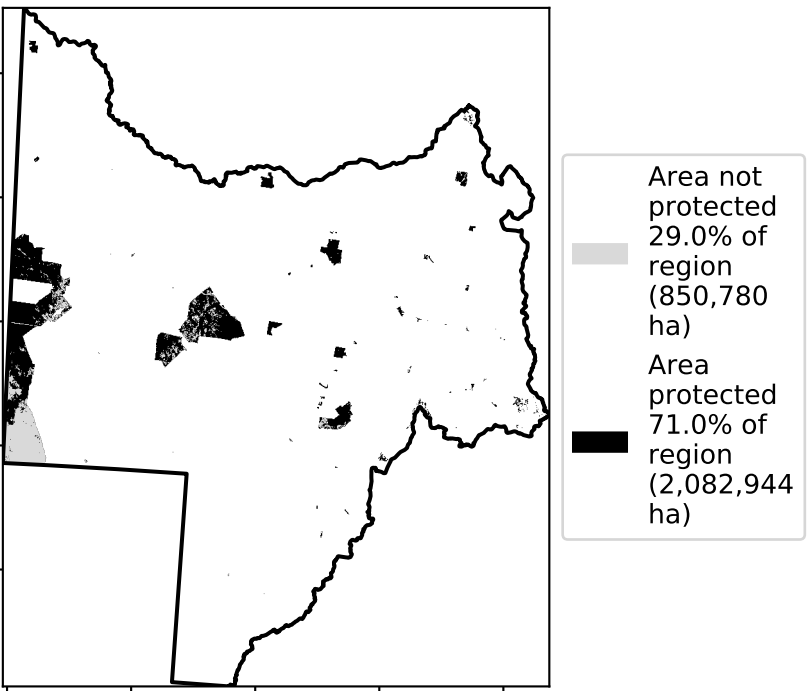 Area not
protected
29.0% of
region
(850,780
ha)
Area
protected
71.0% of
region
(2,082,944
ha)